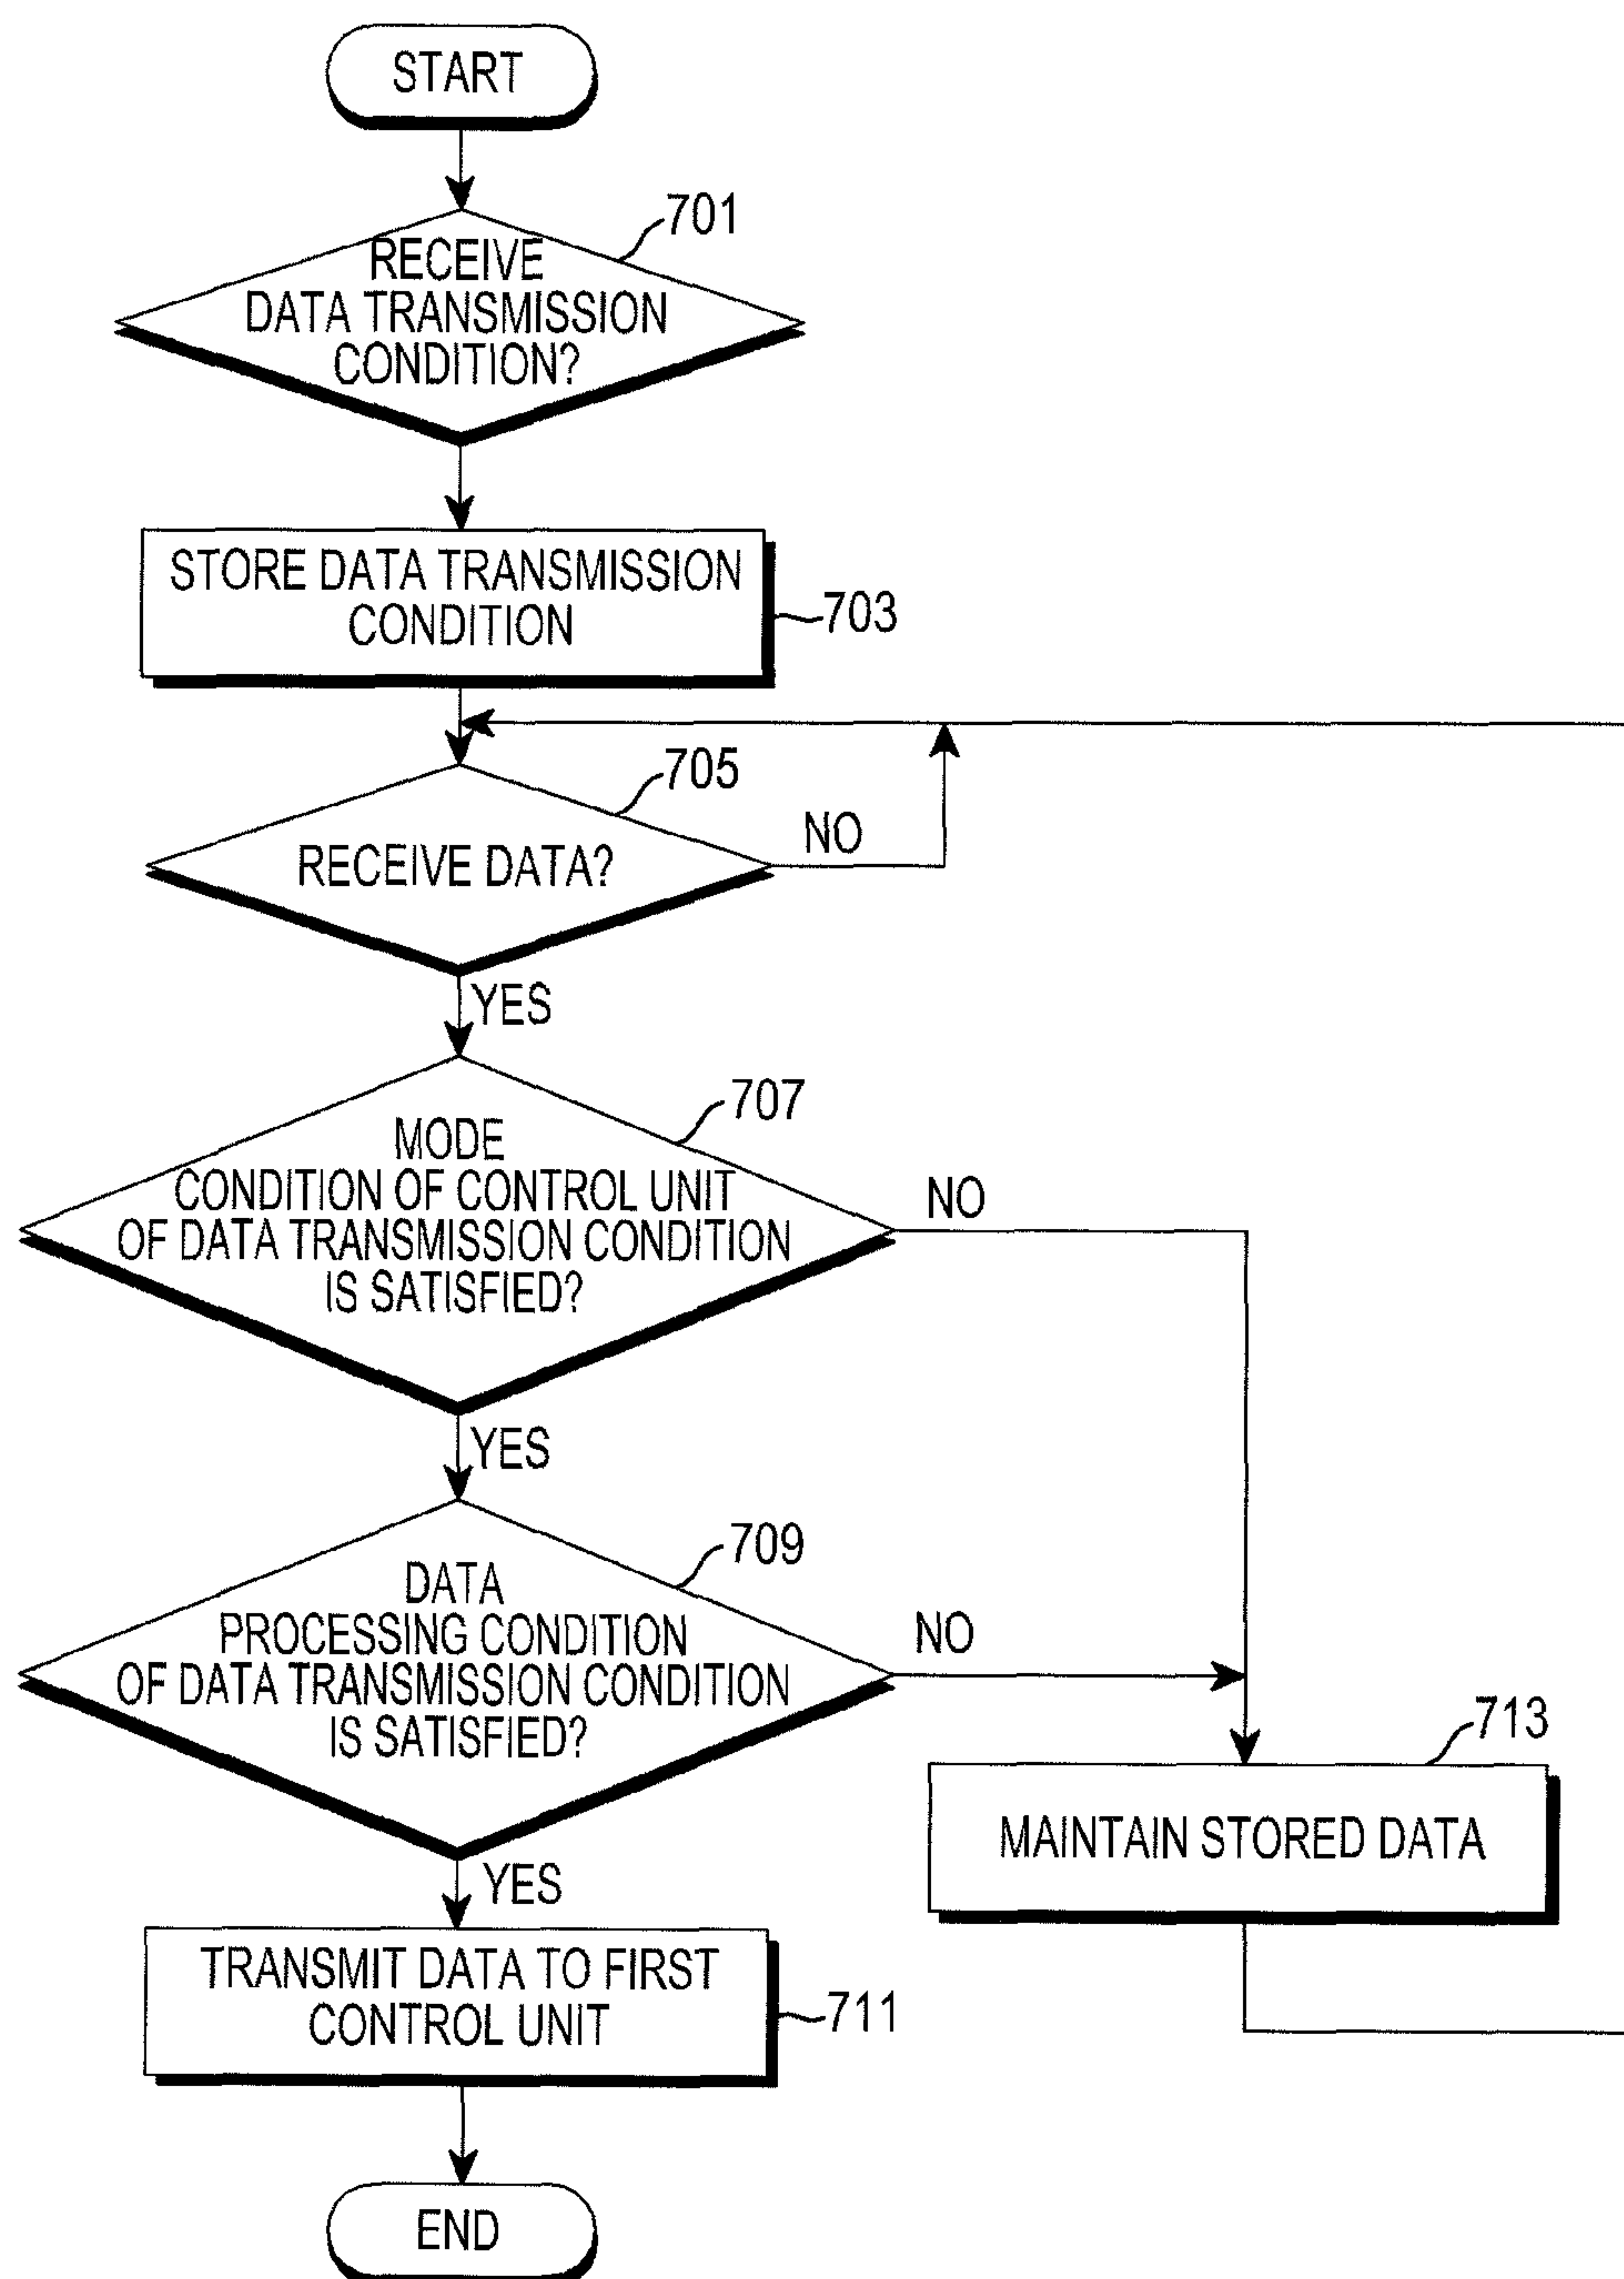 START
701
RECEIVE
DATA TRANSMISSION
CONDITION?
STORE DATA TRANSMISSION
CONDITION
703
705
RECEIVE DATA?
NO
YES
707
MODE
CONDITION OF CONTROL UNIT
OF DATA TRANSMISSION CONDITION
IS SATISFIED?
NO
YES
709
DATA
PROCESSING CONDITION
OF DATA TRANSMISSION CONDITION
IS SATISFIED?
NO
713
MAINTAIN STORED DATA
YES
TRANSMIT DATA TO FIRST
CONTROL UNIT
711
END